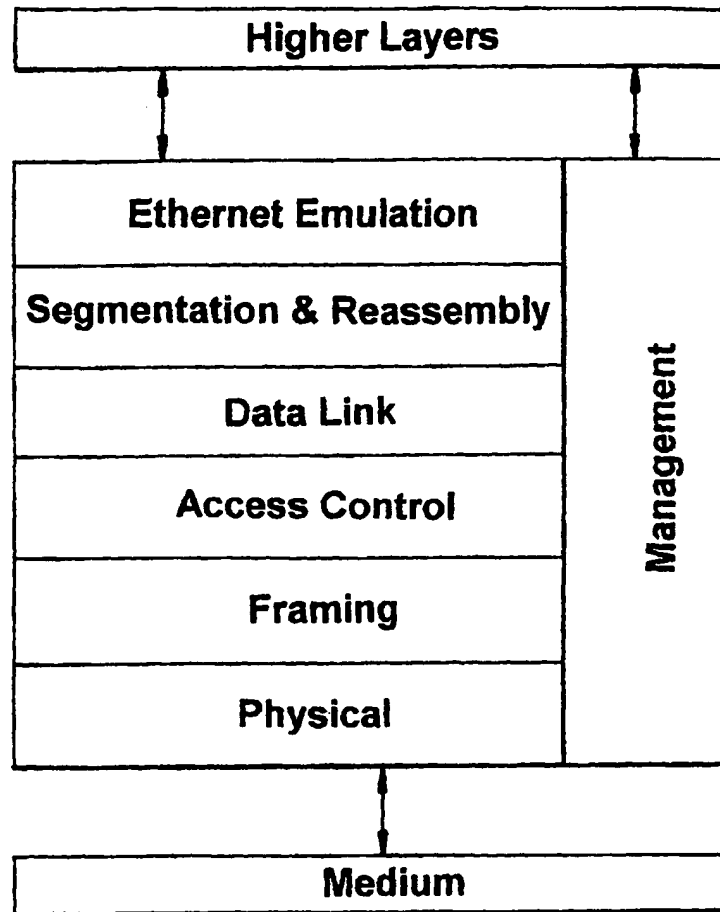 Higher Layers
Ethernet Emulation
Segmentation & Reassembly
Data Link
Access Control
Framing
Physical
Management
Medium